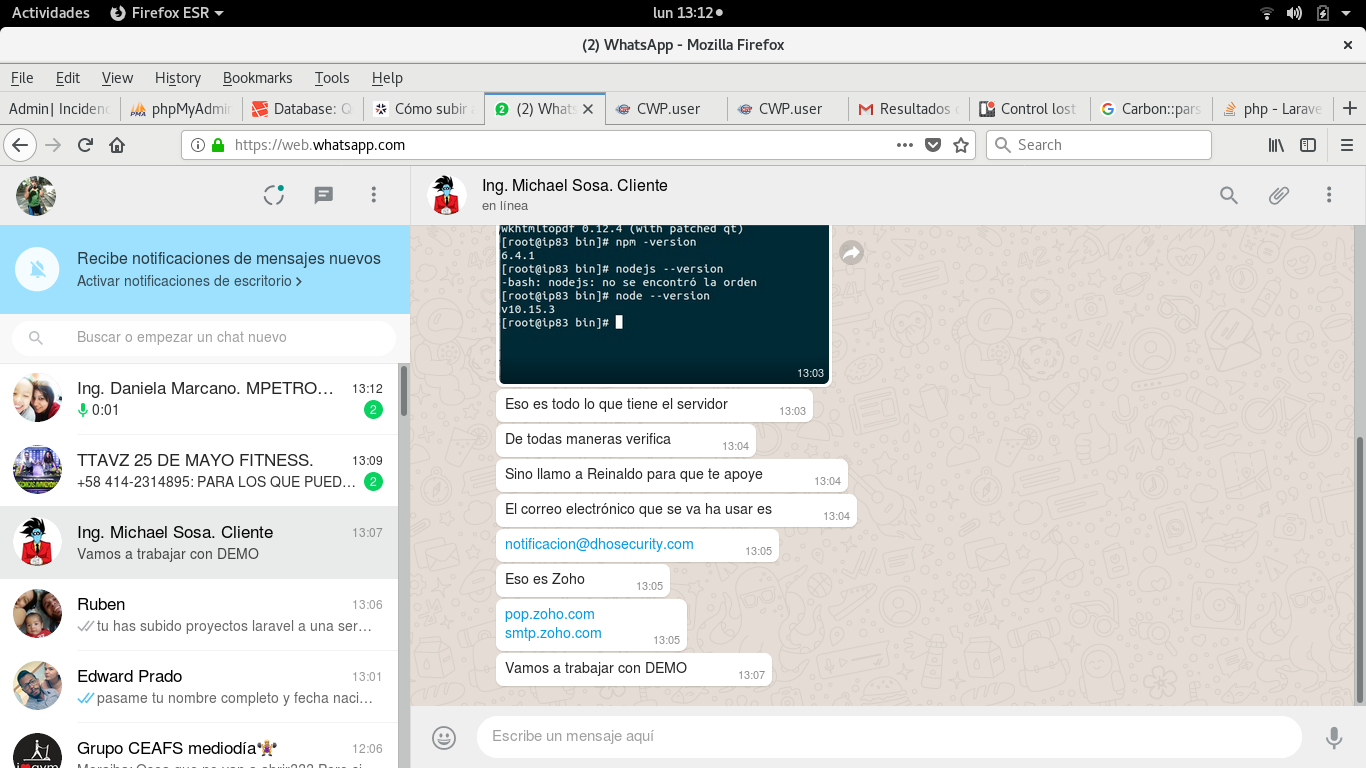 Actividades Firefox ESR lun 13:12
(2) WhatsApp - Mozilla Firefox
File Edit View History Bookmarks Tools Help
Admin| Inciden phpMyAdmi Database: Q Cómo subir (2) Whats CWP.user CWP.user Resultados Control lost Carbon::pars php - Larave
https://web.whatsapp.com Search
Ing. Michael Sosa. Cliente
en línea
Recibe notificaciones de mensajes nuevos
Activar notificaciones de escritorio
Buscar o empezar un chat nuevo
Ing. Daniela Marcano. MPETRO… 13:12
0:01 2
TTAVZ 25 DE MAYO FITNESS. 13:09
+58 414-2314895: PARA LOS QUE PUED… 2
Ing. Michael Sosa. Cliente 13:07
Vamos a trabajar con DEMO
Ruben 13:06
tu has subido proyectos laravel a una ser…
Edward Prado 13:01
pasame tu nombre completo y fecha naci…
Grupo CEAFS mediodía 12:06
wkhtmltopdf 0.12.4 (with patched qt)
[root@ip83 bin]# npm -version
6.4.1
[root@ip83 bin]# nodejs --version
-bash: nodejs: no se encontró la orden
[root@ip83 bin]# node --version
v10.15.3
[root@ip83 bin]#
13:03
Eso es todo lo que tiene el servidor 13:03
De todas maneras verifica 13:04
Sino llamo a Reinaldo para que te apoye 13:04
El correo electrónico que se va ha usar es 13:04
notificacion@dhosecurity.com 13:05
Eso es Zoho 13:05
pop.zoho.com
smtp.zoho.com 13:05
Vamos a trabajar con DEMO 13:07
Escribe un mensaje aquí